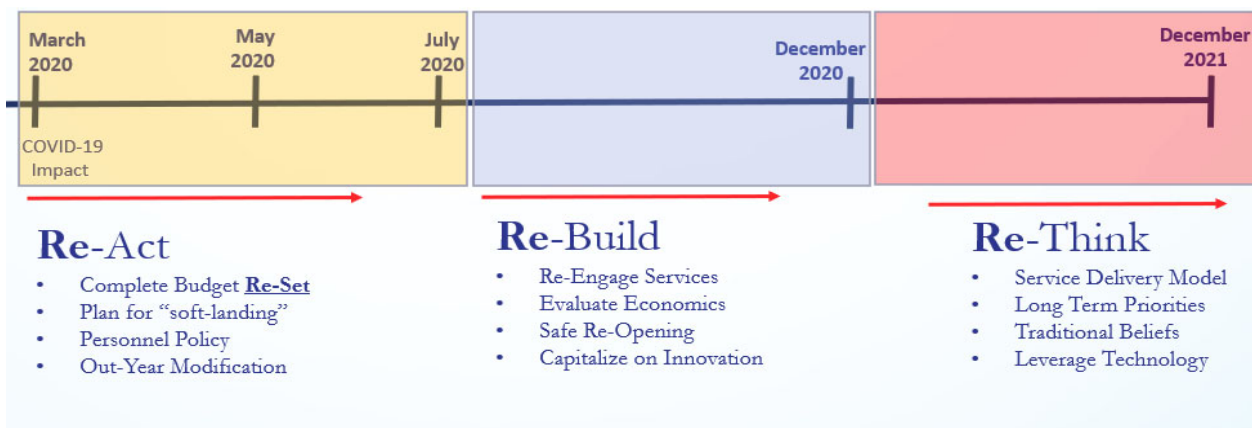 March
2020
May
2020
July
2020
December
2020
December
2021
COVID-19
Impact
Re-Act
• Complete Budget Re-Set
• Plan for “soft-landing”
• Personnel Policy
• Out-Year Modification
Re-Build
• Re-Engage Services
• Evaluate Economics
• Safe Re-Opening
• Capitalize on Innovation
Re-Think
• Service Delivery Model
• Long Term Priorities
• Traditional Beliefs
• Leverage Technology